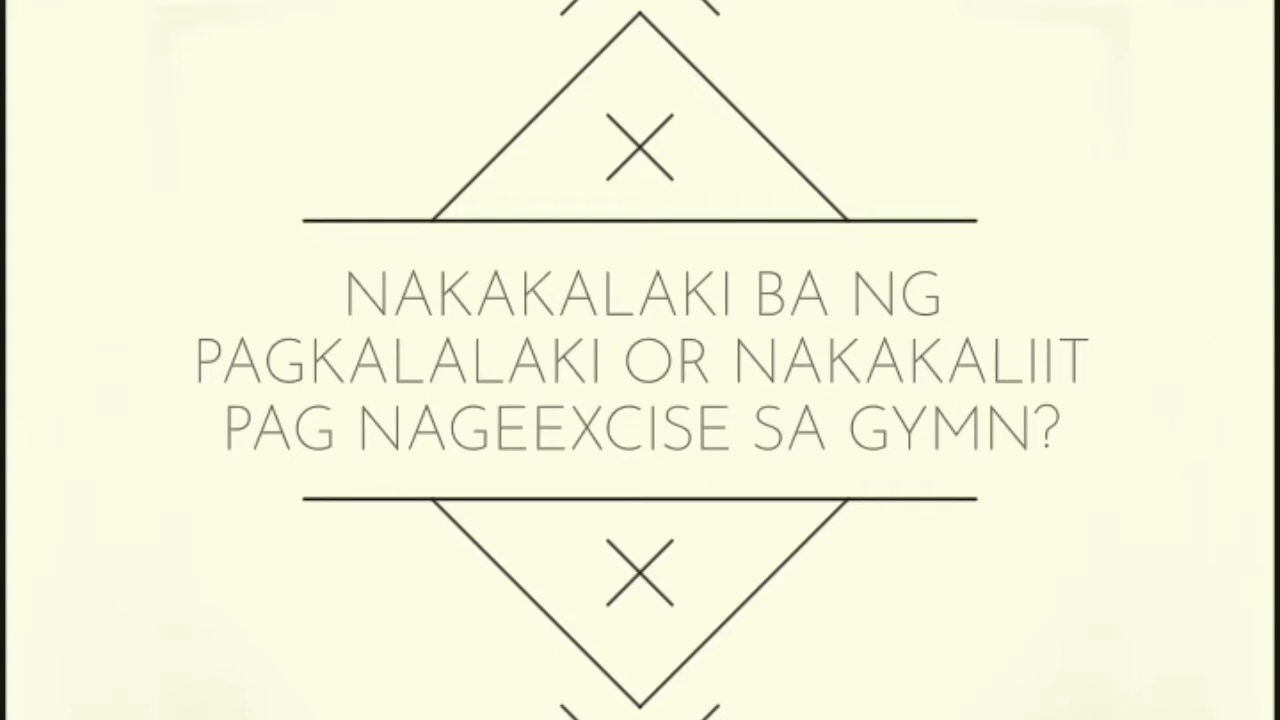 NAKAKALAKI BA NG
PAGKALALAKI OR NAKAKALIIT
PAG NAGEEXCISE SA GYMN?